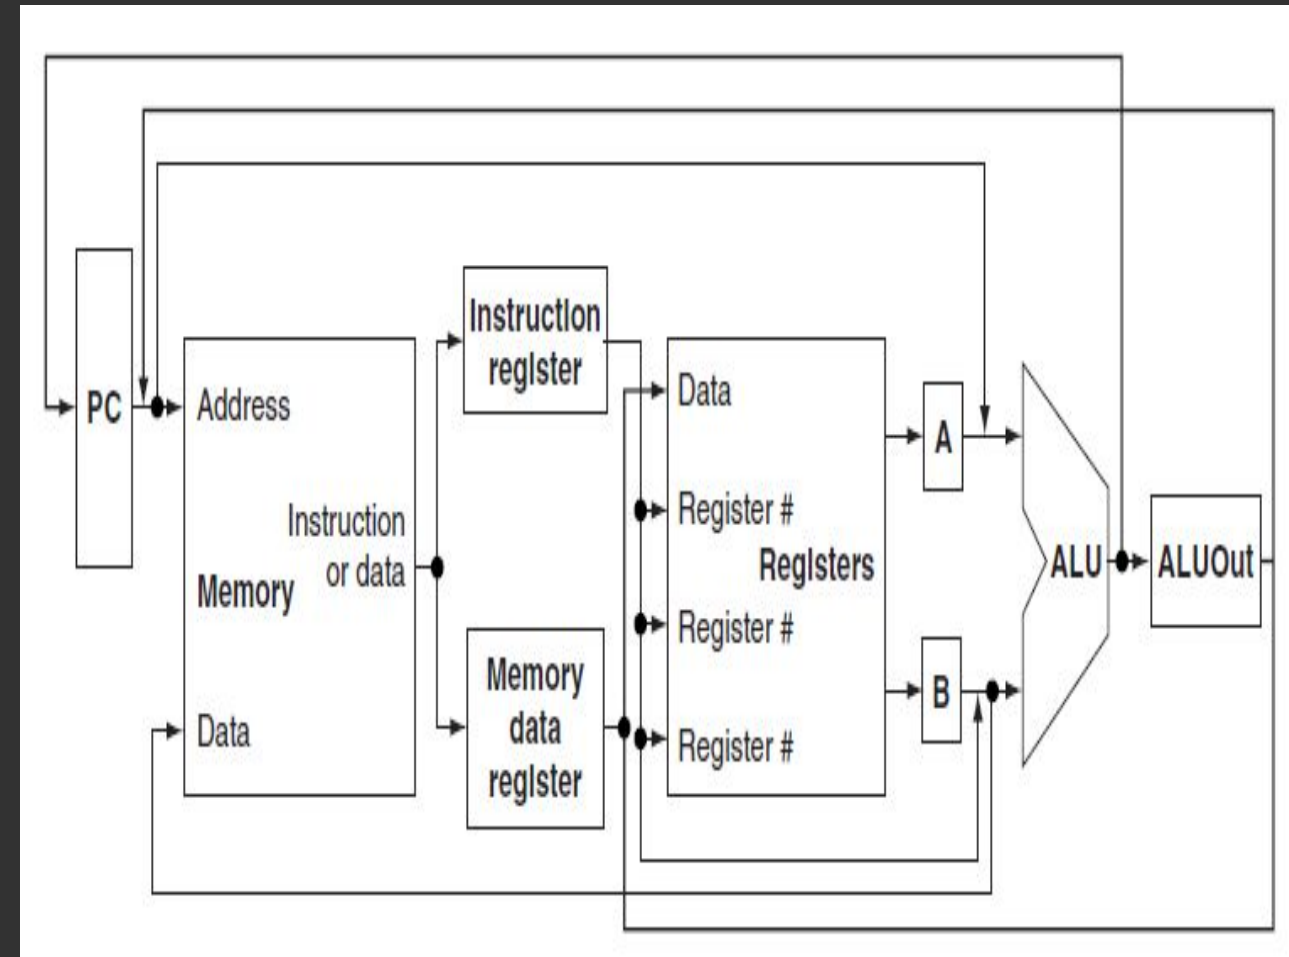 PC
Address
Instruction
or data
Memory
Data
Instruction
register
Memory
data
register
Data
Register #
Registers
Register #
Register #
A
B
ALU
ALUOut